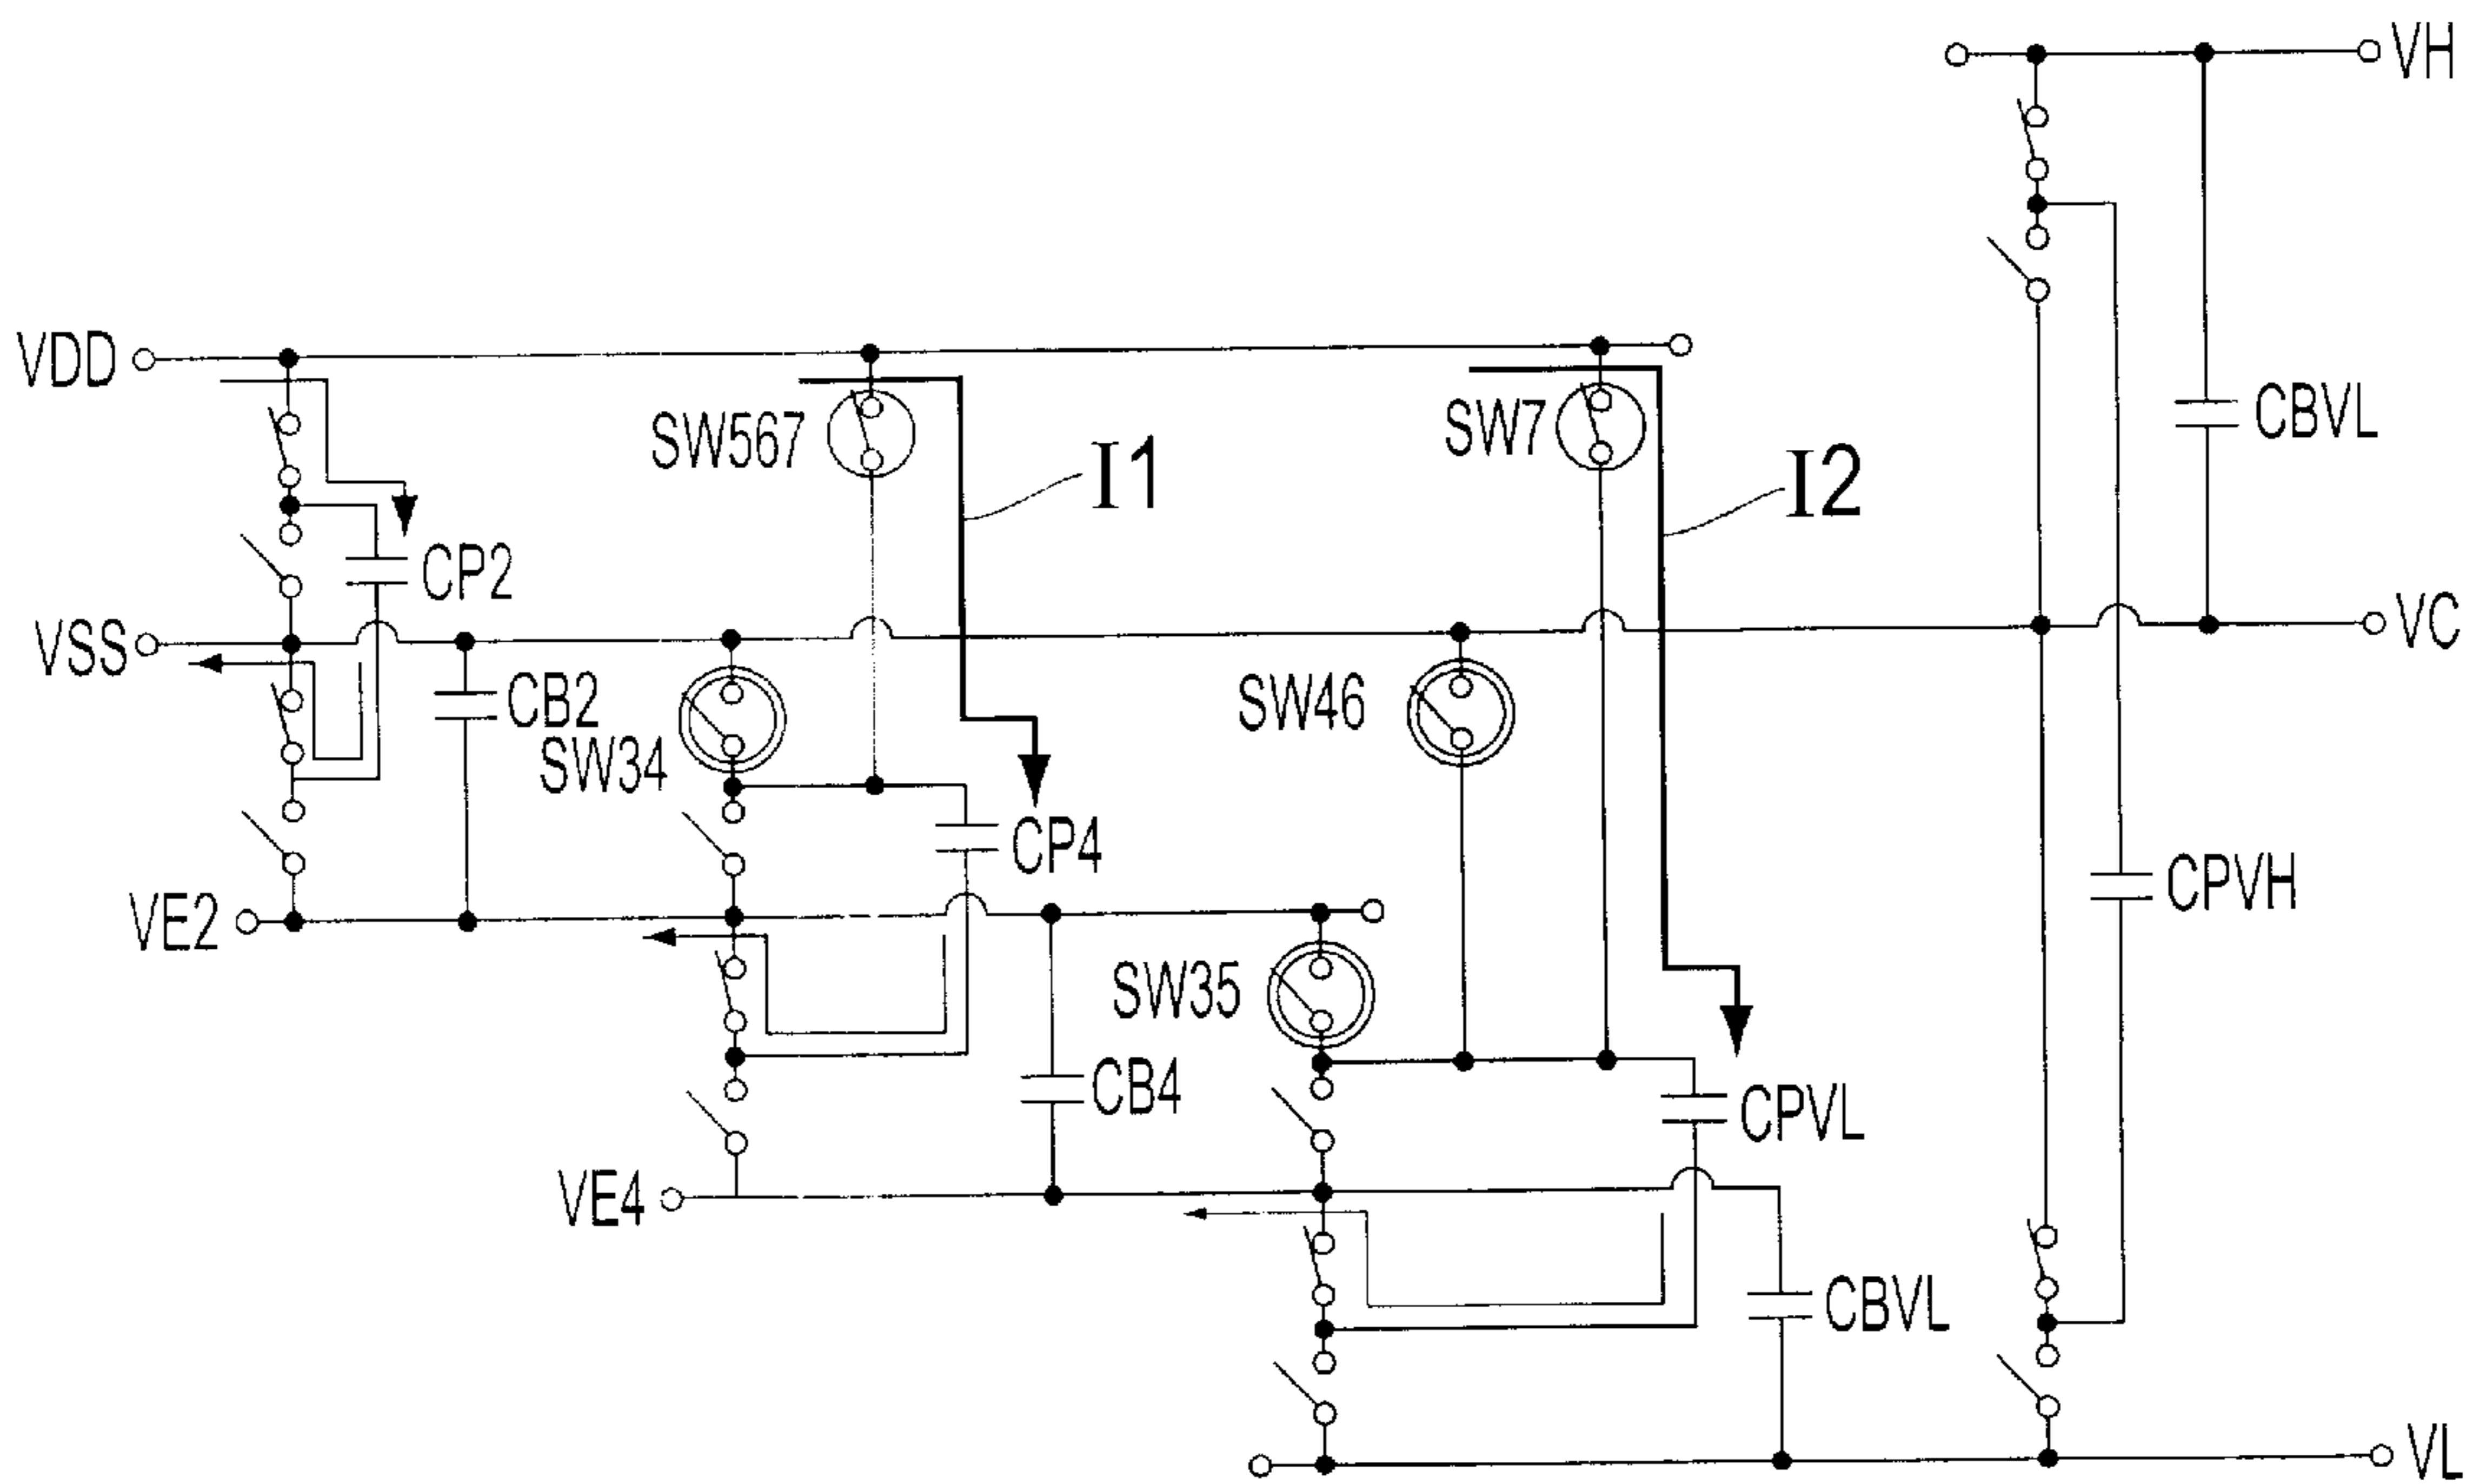 VH
VDD
SW567
I1
SW7
I2
CBVL
CP2
VSS
CB2
SW34
SW46
VC
CP4
CPVH
VE2
SW35
CB4
CPVL
VE4
CBVL
VL